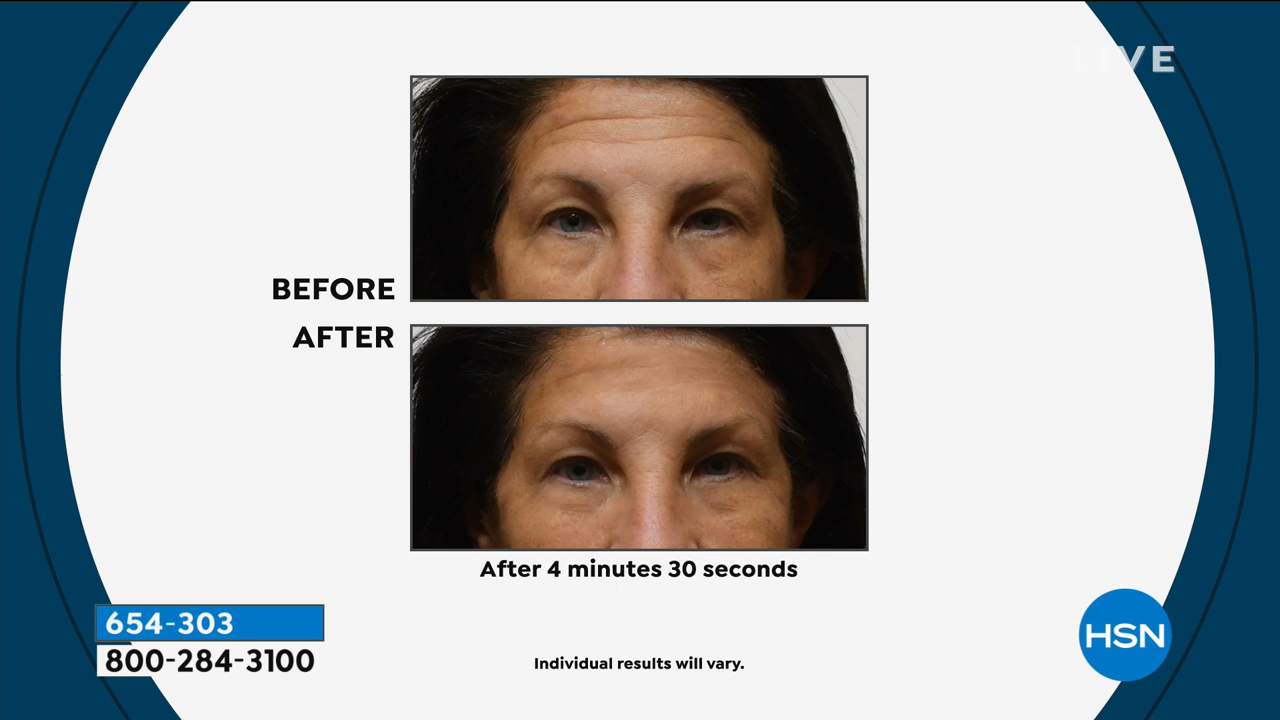 LIVE
BEFORE
AFTER
After 4 minutes 30 seconds
654-303
800-284-3100
Individual results will vary.
HSN